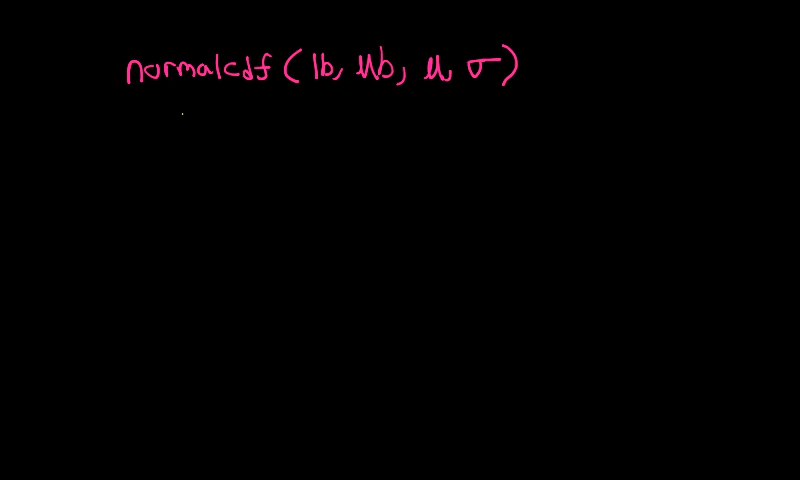 normalcdf (lb, ub, μ, σ)